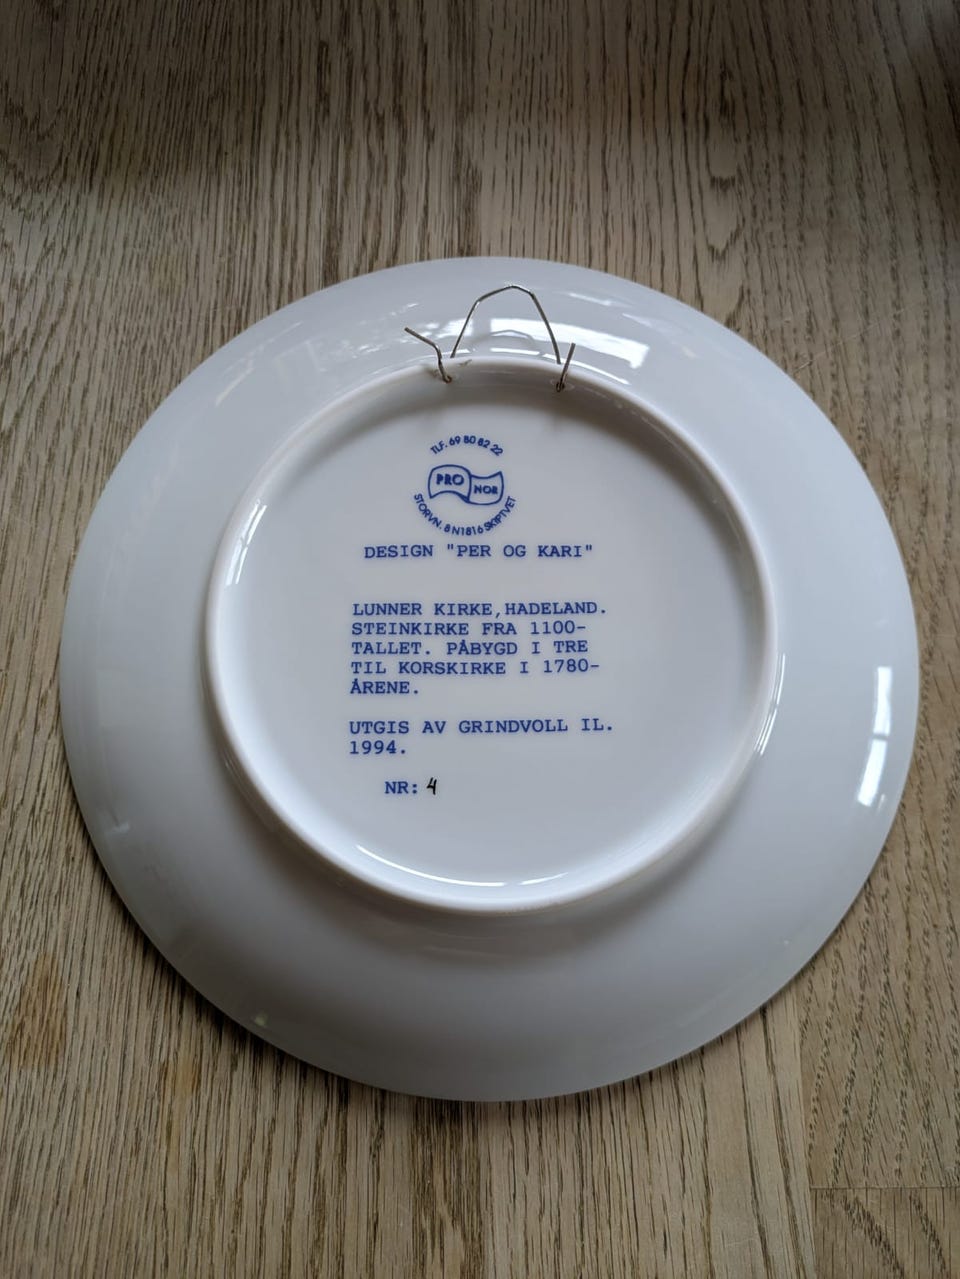 TLF. 69 80 82 22
PRO NOR
STORVN. 8 N1816 SKIPTVET
DESIGN "PER OG KARI"
LUNNER KIRKE,HADELAND.
STEINKIRKE FRA 1100-
TALLET. PÅBYGD I TRE
TIL KORSKIRKE I 1780-
ÅRENE.
UTGIS AV GRINDVOLL IL.
1994.
NR: 4